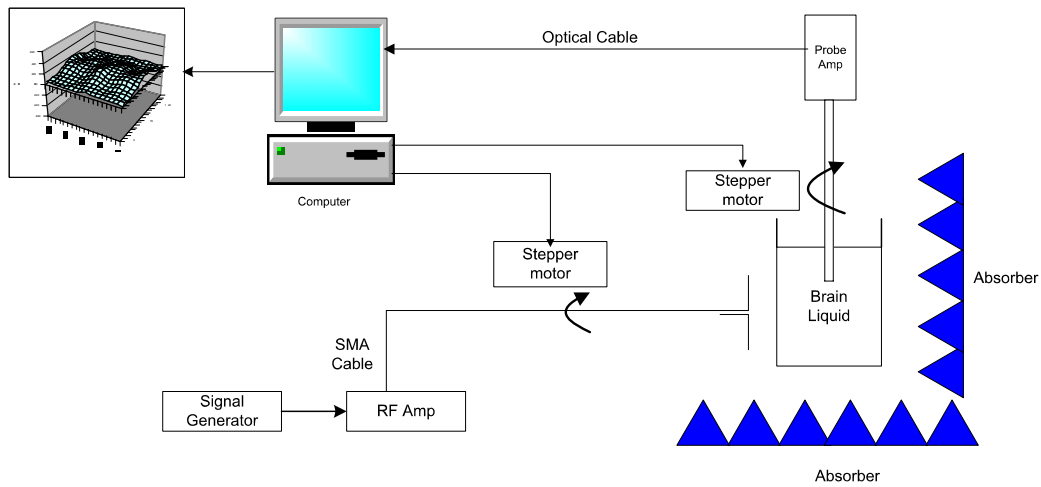 Optical Cable
Probe
Amp
Computer
Stepper
motor
Stepper
motor
Brain
Liquid
Absorber
SMA
Cable
Signal
Generator
RF Amp
Absorber